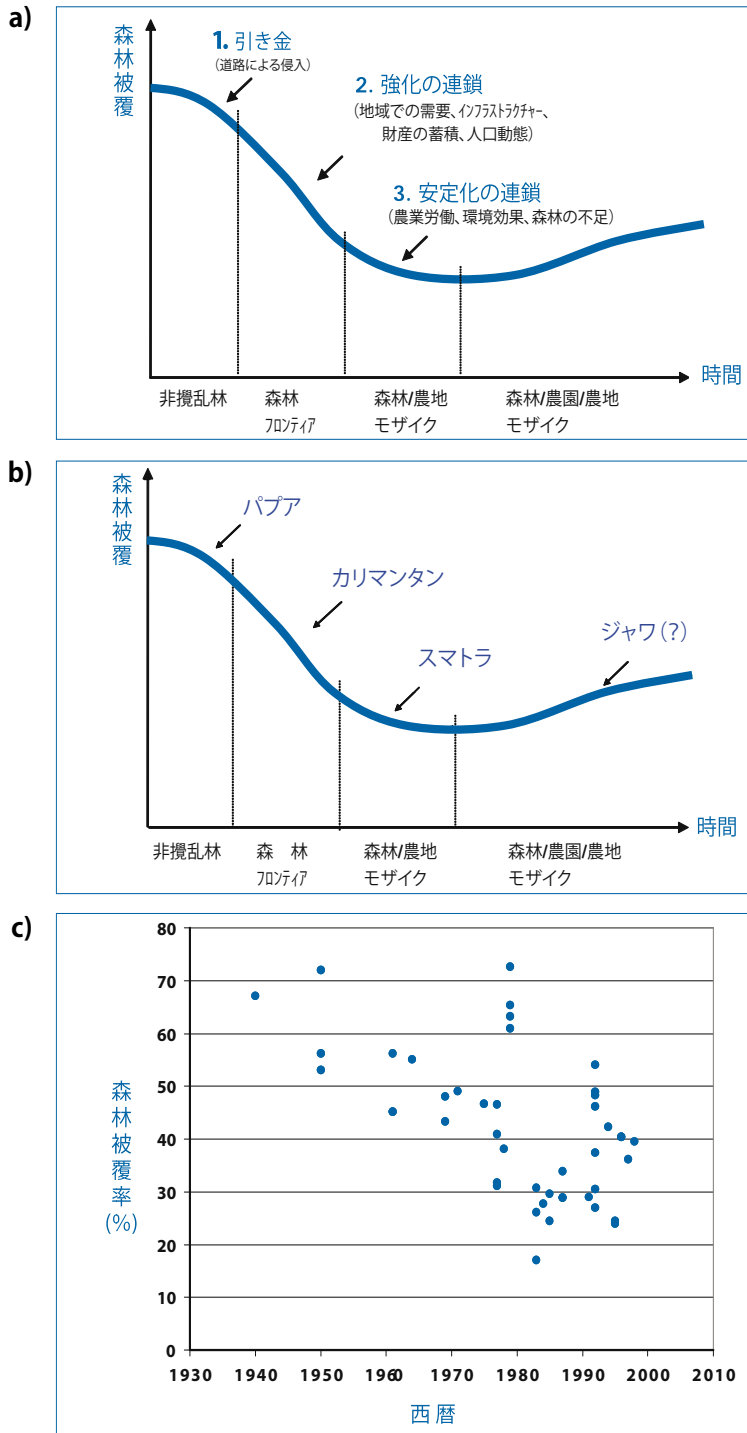 a)
森林被覆
1. 引き金
(道路による侵入)
2. 強化の連鎖
(地域での需要、インフラストラクチャー、
財産の蓄積、人口動態)
3. 安定化の連鎖
(農業労働、環境効果、森林の不足)
時間
非攪乱林
森林
フロンティア
森林/農地
モザイク
森林/農園/農地
モザイク
b)
森林被覆
パプア
カリマンタン
スマトラ
ジャワ(?)
時間
非攪乱林
森 林
フロンティア
森林/農地
モザイク
森林/農園/農地
モザイク
c)
森林被覆率(%)
80
70
60
50
40
30
20
10
0
1930 1940 1950 1960 1970 1980 1990 2000 2010
西暦